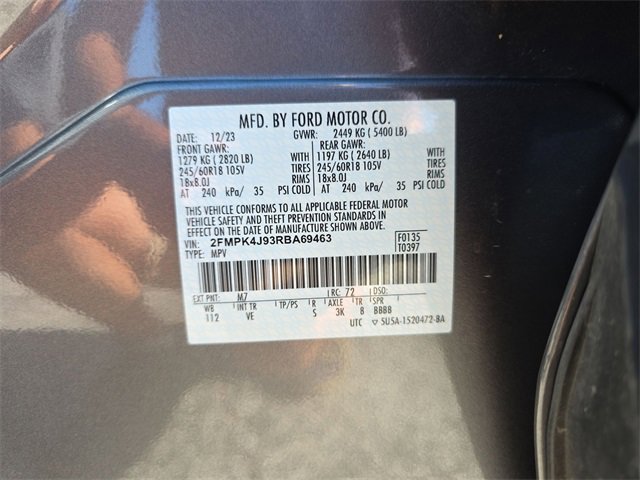 MFD. BY FORD MOTOR CO.
DATE: 12/23 GVWR: 2449 KG ( 5400 LB)
FRONT GAWR: REAR GAWR:
1279 KG ( 2820 LB) WITH 1197 KG ( 2640 LB) WITH
245/60R18 105V TIRES 245/60R18 105V TIRES
18x8.0J RIMS 18x8.0J RIMS
AT 240 kPa/ 35 PSI COLD AT 240 kPa/ 35 PSI COLD
THIS VEHICLE CONFORMS TO ALL APPLICABLE FEDERAL MOTOR
VEHICLE SAFETY AND THEFT PREVENTION STANDARDS IN
EFFECT ON THE DATE OF MANUFACTURE SHOWN ABOVE.
VIN: 2FMPK4J93RBA69463 F0135
TYPE: MPV T0397
EXT PNT: M7 RC: 72 DSO:
WB INT TR TP/PS R AXLE TR SPR
112 VE S 3K 8 BBBB
UTC ▽ 5U5A-1520472-BA